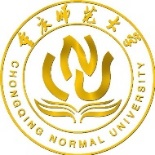 重庆师范大学
CHONGQING NORMAL UNIVERSITY